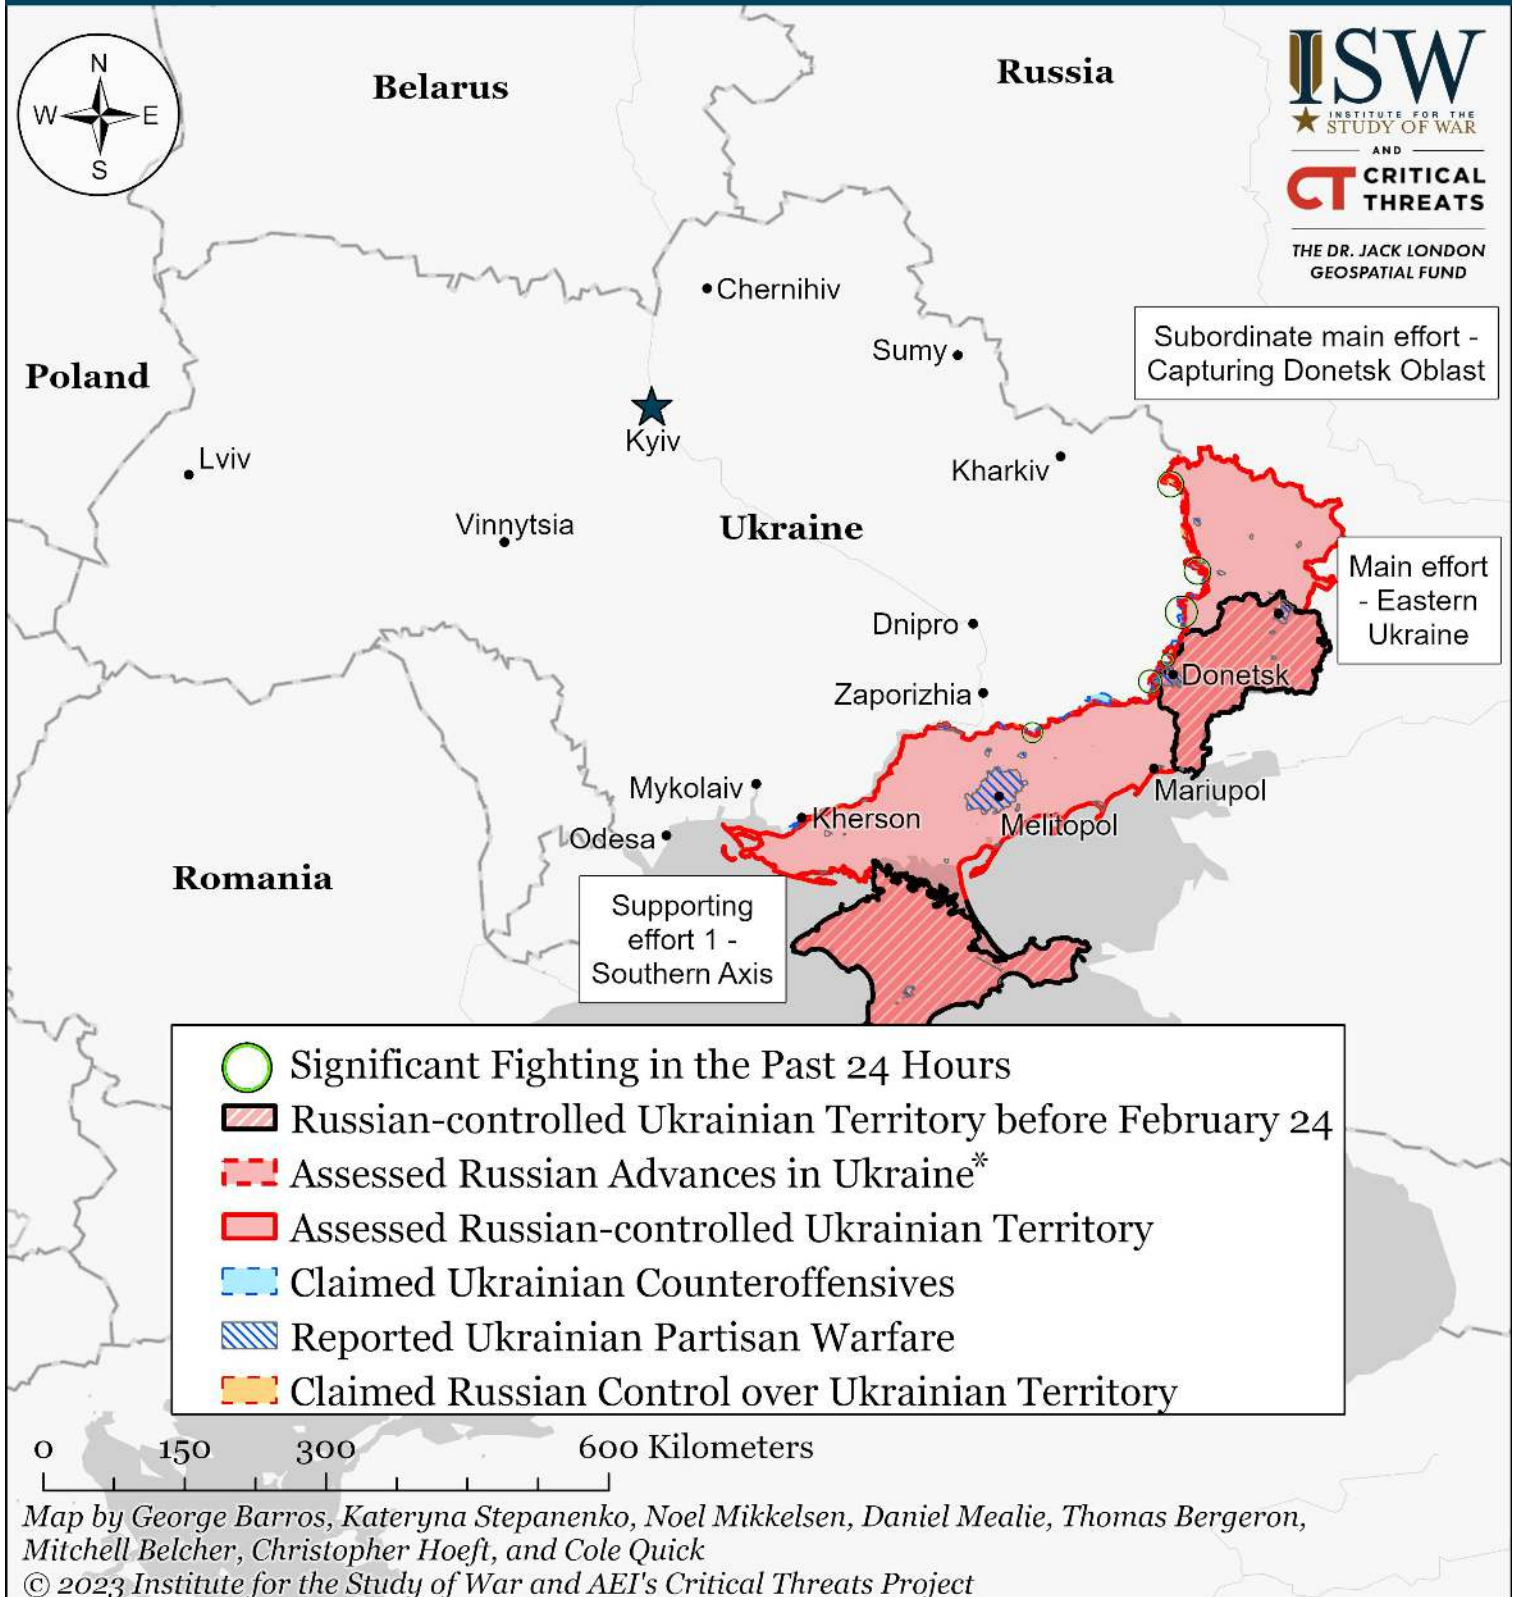 N
W
E
S
Belarus
Russia
ISW
INSTITUTE FOR THE
STUDY OF WAR
AND
CT CRITICAL
THREATS
THE DR. JACK LONDON
GEOSPATIAL FUND
Chernihiv
Sumy
Subordinate main effort -
Capturing Donetsk Oblast
Poland
Kyiv
Lviv
Kharkiv
Vinnytsia
Ukraine
Main effort
- Eastern
Ukraine
Dnipro
Donetsk
Zaporizhia
Mykolaiv
Mariupol
Kherson
Melitopol
Odesa
Romania
Supporting
effort 1 -
Southern Axis
Significant Fighting in the Past 24 Hours
Russian-controlled Ukrainian Territory before February 24
Assessed Russian Advances in Ukraine*
Assessed Russian-controlled Ukrainian Territory
Claimed Ukrainian Counteroffensives
Reported Ukrainian Partisan Warfare
Claimed Russian Control over Ukrainian Territory
0 150 300 600 Kilometers
Map by George Barros, Kateryna Stepanenko, Noel Mikkelsen, Daniel Mealie, Thomas Bergeron,
Mitchell Belcher, Christopher Hoeft, and Cole Quick
© 2023 Institute for the Study of War and AEI's Critical Threats Project